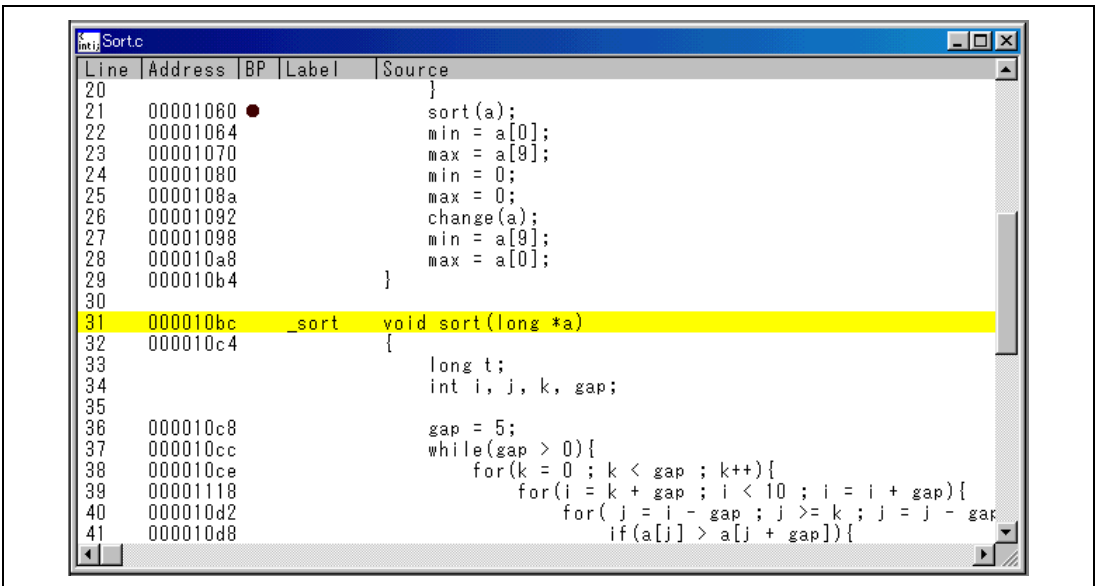 Sort.c
Line Address BP Label Source
20 }
21 00001060 sort(a);
22 00001064 min = a[0];
23 00001070 max = a[9];
24 00001080 min = 0;
25 0000108a max = 0;
26 00001092 change(a);
27 00001098 min = a[9];
28 000010a8 max = a[0];
29 000010b4 }
30
31 000010bc _sort void sort(long *a)
32 000010c4 {
33 long t;
34 int i, j, k, gap;
35
36 000010c8 gap = 5;
37 000010cc while(gap > 0){
38 000010ce for(k = 0 ; k < gap ; k++){
39 00001118 for(i = k + gap ; i < 10 ; i = i + gap){
40 000010d2 for( j = i - gap ; j >= k ; j = j - gap
41 000010d8 if(a[j] > a[j + gap]){